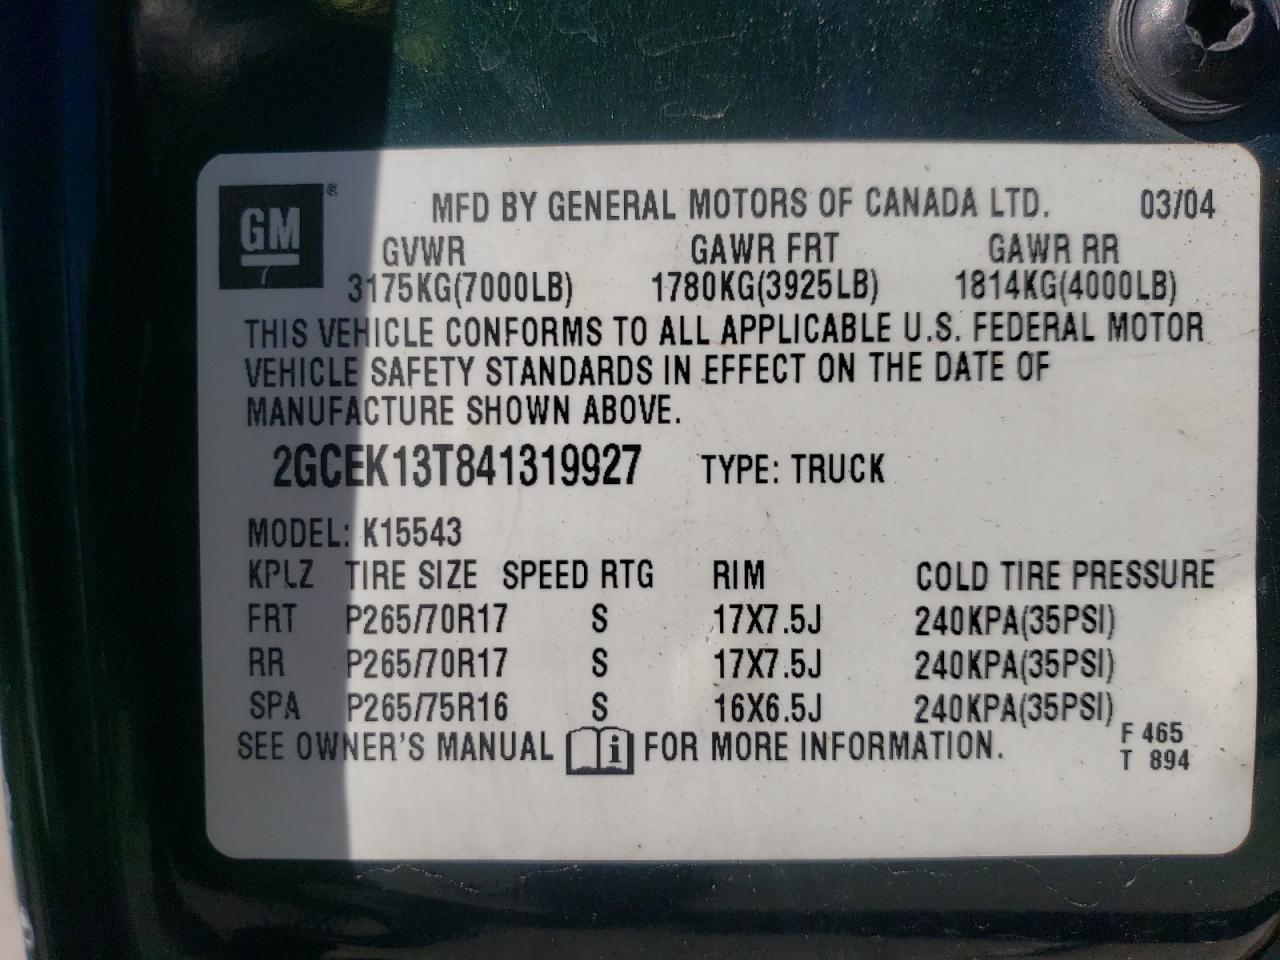 GM ®
MFD BY GENERAL MOTORS OF CANADA LTD. 03/04
GVWR GAWR FRT GAWR RR
3175KG(7000LB) 1780KG(3925LB) 1814KG(4000LB)
THIS VEHICLE CONFORMS TO ALL APPLICABLE U.S. FEDERAL MOTOR
VEHICLE SAFETY STANDARDS IN EFFECT ON THE DATE OF
MANUFACTURE SHOWN ABOVE.
2GCEK13T841319927 TYPE: TRUCK
MODEL: K15543
KPLZ TIRE SIZE SPEED RTG RIM COLD TIRE PRESSURE
FRT P265/70R17 S 17X7.5J 240KPA(35PSI)
RR P265/70R17 S 17X7.5J 240KPA(35PSI)
SPA P265/75R16 S 16X6.5J 240KPA(35PSI)
SEE OWNER'S MANUAL i FOR MORE INFORMATION.
F 465
T 894